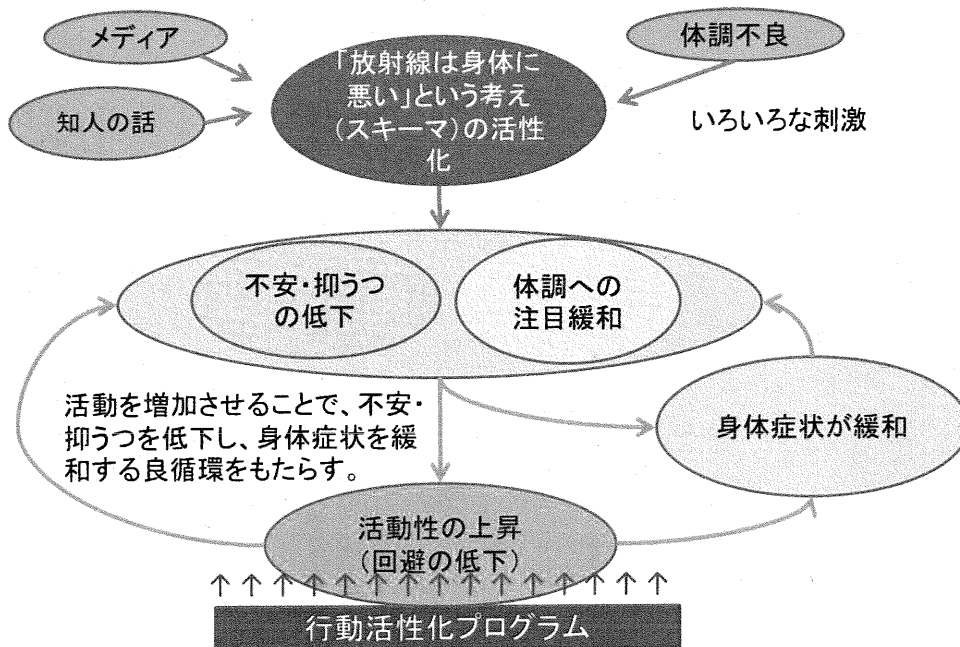 メディア
体調不良
「放射線は身体に
悪い」という考え
(スキーマ)の活性
化
知人の話
いろいろな刺激
不安・抑うつ
の低下
体調への
注目緩和
活動を増加させることで、不安・
抑うつを低下し、身体症状を緩
和する良循環をもたらす。
身体症状が緩和
活動性の上昇
(回避の低下)
行動活性化プログラム